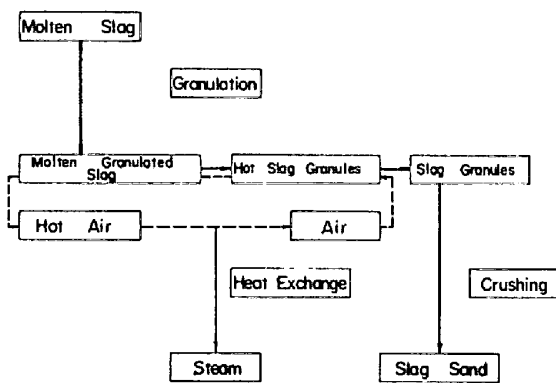 Molten Slag
Granulation
Molten Granulated
Slag
Hot Slag Granules
Slag Granules
Hot Air
Air
Heat Exchange
Crushing
Steam
Slag Sand